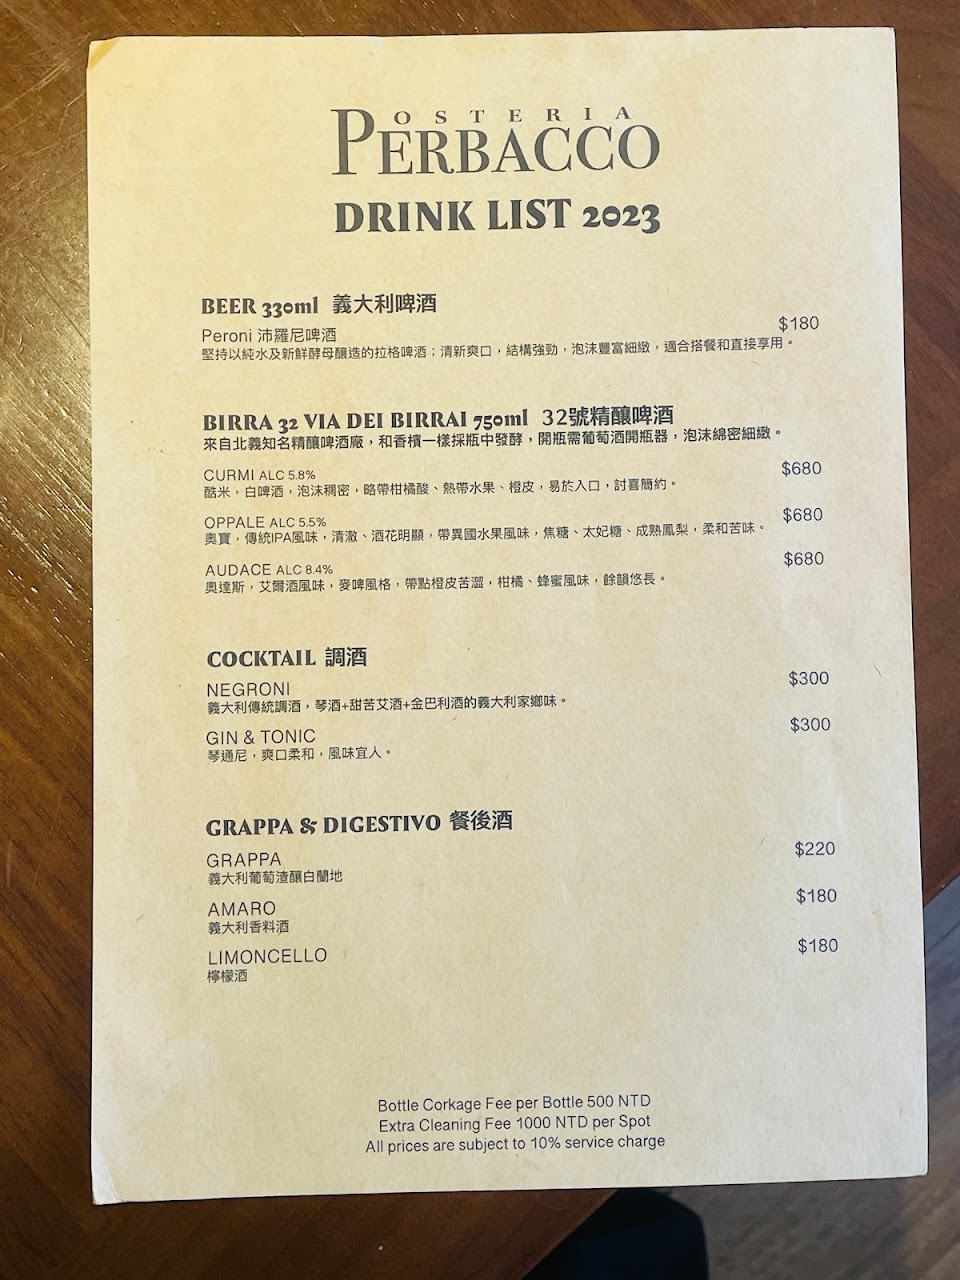 OSTERIA
PERBACCO
DRINK LIST 2023
BEER 330ml 義大利啤酒
Peroni 沛羅尼啤酒 $180
堅持以純水及新鮮酵母釀造的拉格啤酒；清新爽口，結構強勁，泡沫豐富細緻，適合搭餐和直接享用。
BIRRA 32 VIA DEI BIRRAI 750ml 32號精釀啤酒
來自北義知名精釀啤酒廠，和香檳一樣採瓶中發酵，開瓶需葡萄酒開瓶器，泡沫綿密細緻。
CURMI ALC 5.8% $680
酷米，白啤酒，泡沫稠密，略帶柑橘酸、熱帶水果、橙皮，易於入口，討喜簡約。
OPPALE ALC 5.5% $680
奧寶，傳統IPA風味，清澈、酒花明顯，帶異國水果風味，焦糖、太妃糖、成熟鳳梨，柔和苦味。
AUDACE ALC 8.4% $680
奧達斯，艾爾酒風味，麥啤風格，帶點橙皮苦澀，柑橘、蜂蜜風味，餘韻悠長。
COCKTAIL 調酒
NEGRONI $300
義大利傳統調酒，琴酒+甜苦艾酒+金巴利酒的義大利家鄉味。
GIN & TONIC $300
琴通尼，爽口柔和，風味宜人。
GRAPPA & DIGESTIVO 餐後酒
GRAPPA $220
義大利葡萄渣釀白蘭地
AMARO $180
義大利香料酒
LIMONCELLO $180
檸檬酒
Bottle Corkage Fee per Bottle 500 NTD
Extra Cleaning Fee 1000 NTD per Spot
All prices are subject to 10% service charge